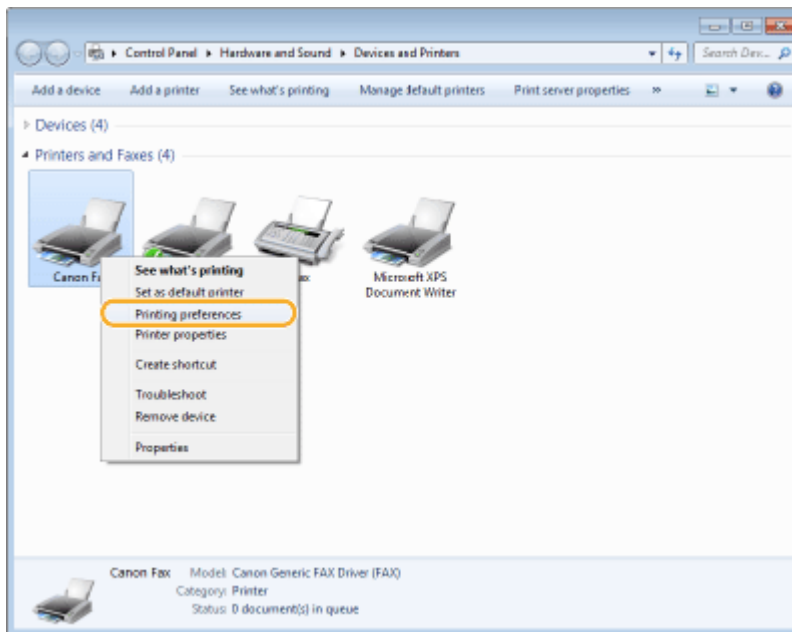 Control Panel ▸ Hardware and Sound ▸ Devices and Printers
Search Dev...
Add a device Add a printer See what's printing Manage default printers Print server properties »
Devices (4)
Printers and Faxes (4)
Canon Fa
ax
Microsoft XPS
Document Writer
See what's printing
Set as default printer
Printing preferences
Printer properties
Create shortcut
Troubleshoot
Remove device
Properties
Canon Fax Model: Canon Generic FAX Driver (FAX)
Category: Printer
Status: 0 document(s) in queue